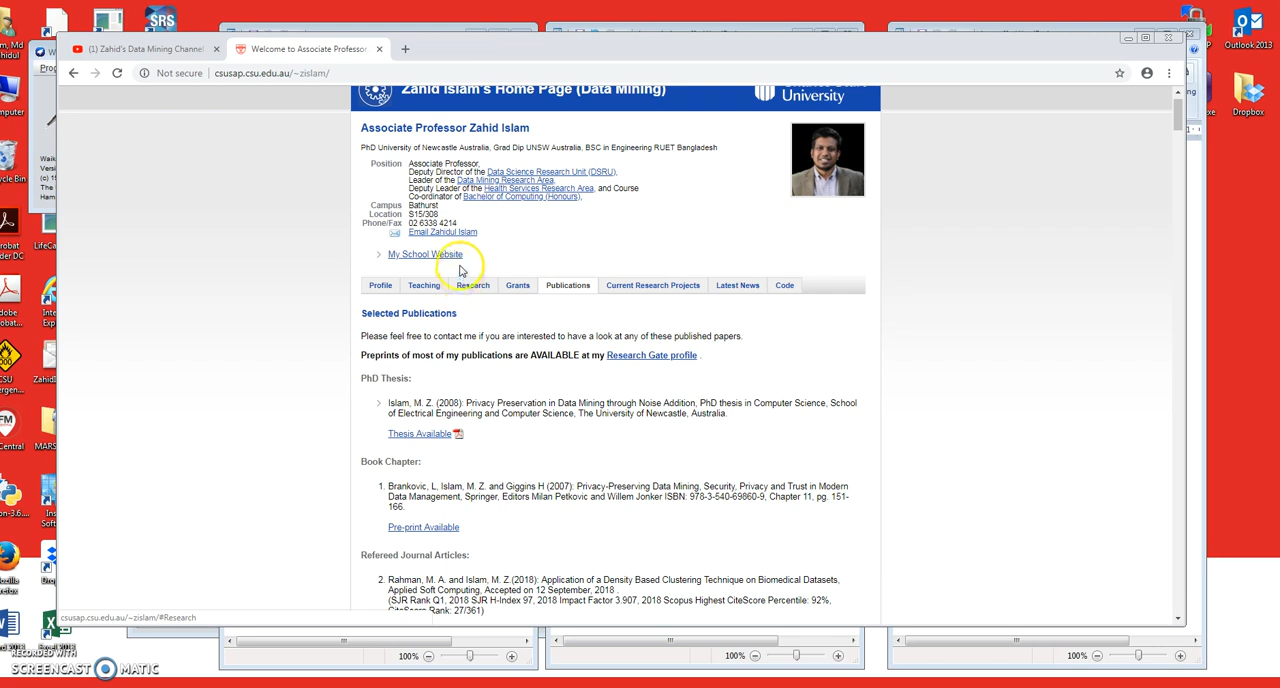 SRS
Outlook 2013
Dropbox
(1) Zahid's Data Mining Channel
Welcome to Associate Professor
Not secure
csusap.csu.edu.au/~zislam/
Zahid Islam's Home Page (Data Mining)
University
Associate Professor Zahid Islam
PhD University of Newcastle Australia, Grad Dip UNSW Australia, BSC in Engineering RUET Bangladesh
Position Associate Professor,
Deputy Director of the Data Science Research Unit (DSRU),
Leader of the Data Mining Research Area,
Deputy Leader of the Health Services Research Area, and Course
Co-ordinator of Bachelor of Computing (Honours),
Campus Bathurst
Location S15/308
Phone/Fax 02 6338 4214
Email Zahidul Islam
My School Website
Profile Teaching Research Grants Publications Current Research Projects Latest News Code
Selected Publications
Please feel free to contact me if you are interested to have a look at any of these published papers.
Preprints of most of my publications are AVAILABLE at my Research Gate profile .
PhD Thesis:
Islam, M. Z. (2008): Privacy Preservation in Data Mining through Noise Addition, PhD thesis in Computer Science, School
of Electrical Engineering and Computer Science, The University of Newcastle, Australia.
Thesis Available
Book Chapter:
1. Brankovic, L, Islam, M. Z. and Giggins H (2007): Privacy-Preserving Data Mining, Security, Privacy and Trust in Modern
Data Management, Springer, Editors Milan Petkovic and Willem Jonker ISBN: 978-3-540-69860-9, Chapter 11, pg. 151-
166.
Pre-print Available
Refereed Journal Articles:
2. Rahman, M. A. and Islam, M. Z.(2018): Application of a Density Based Clustering Technique on Biomedical Datasets,
Applied Soft Computing, Accepted on 12 September, 2018 .
(SJR Rank Q1, 2018 SJR H-Index 97, 2018 Impact Factor 3.907, 2018 Scopus Highest CiteScore Percentile: 92%,
CiteScore Rank: 27/361)
csusap.csu.edu.au/~zislam/#Research
100%
100%
100%
RECORDED WITH
SCREENCAST MATIC